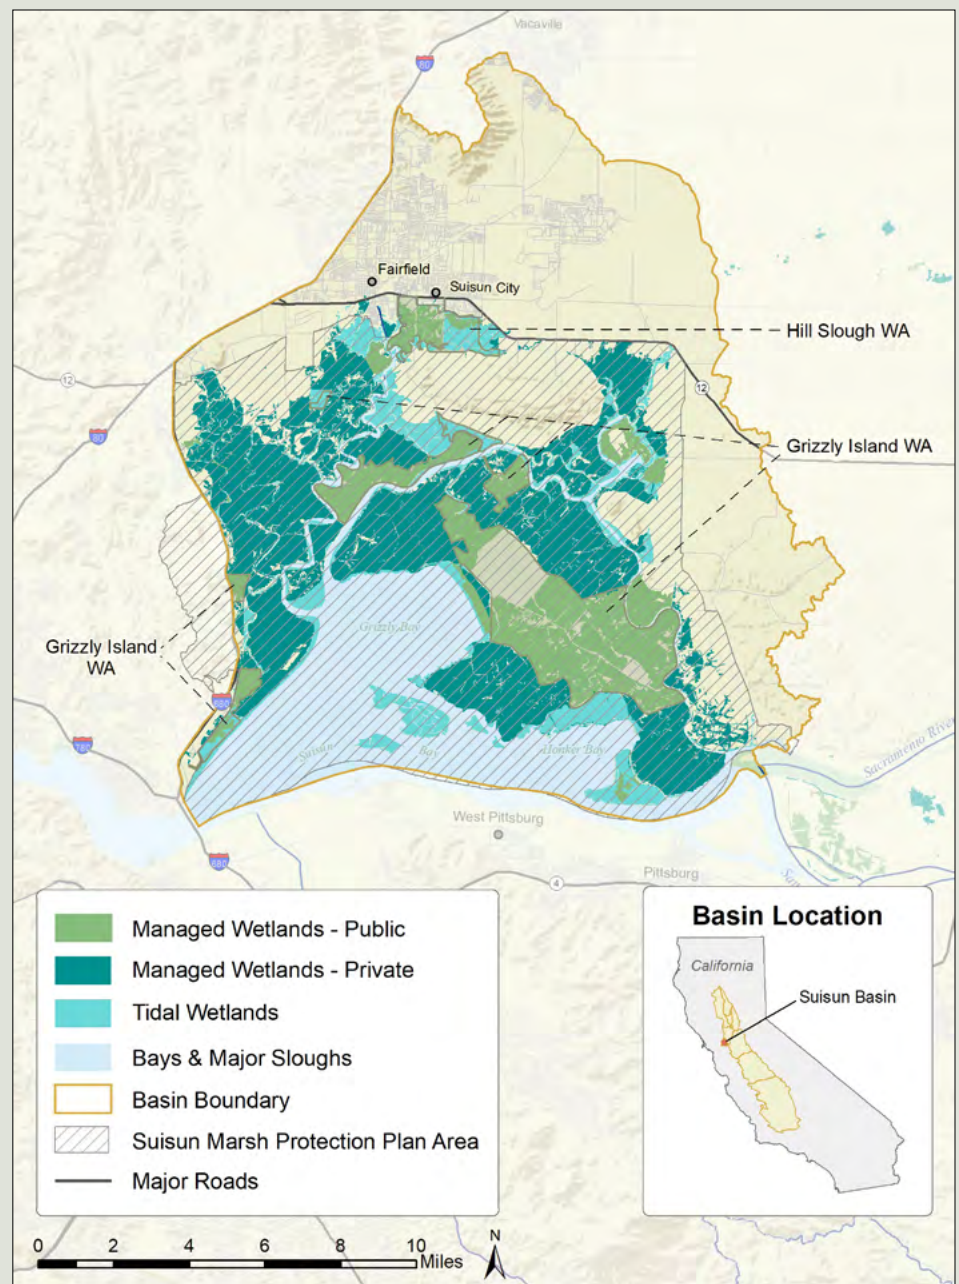 Vacaville
80
Fairfield
Suisun City
Hill Slough WA
12
12
80
Grizzly Island WA
Grizzly Bay
Grizzly Island
WA
680
780
Suisun
Bay
Honker Bay
Sacramento River
West Pittsburg
680
4
Pittsburg
Managed Wetlands - Public
Managed Wetlands - Private
Tidal Wetlands
Bays & Major Sloughs
Basin Boundary
Suisun Marsh Protection Plan Area
Major Roads
Basin Location
California
Suisun Basin
0 2 4 6 8 10
Miles
N